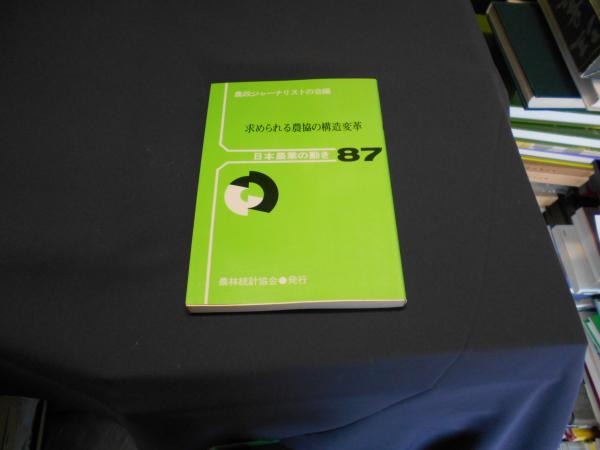 農政ジャーナリストの会編
求められる農協の構造変革
日本農業の動き 87
農林統計協会●発行